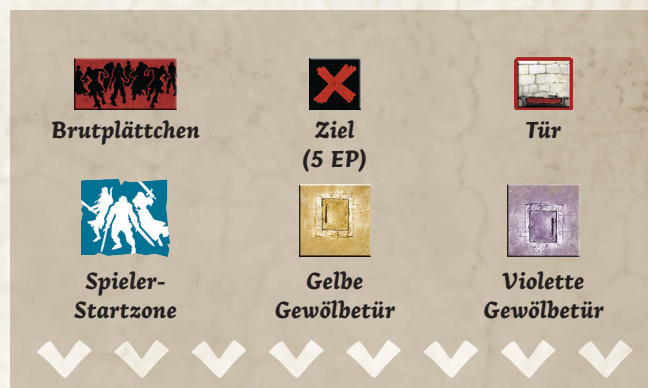 Brutplättchen
Ziel
(5 EP)
Tür
Spieler-
Startzone
Gelbe
Gewölbetür
Violette
Gewölbetür